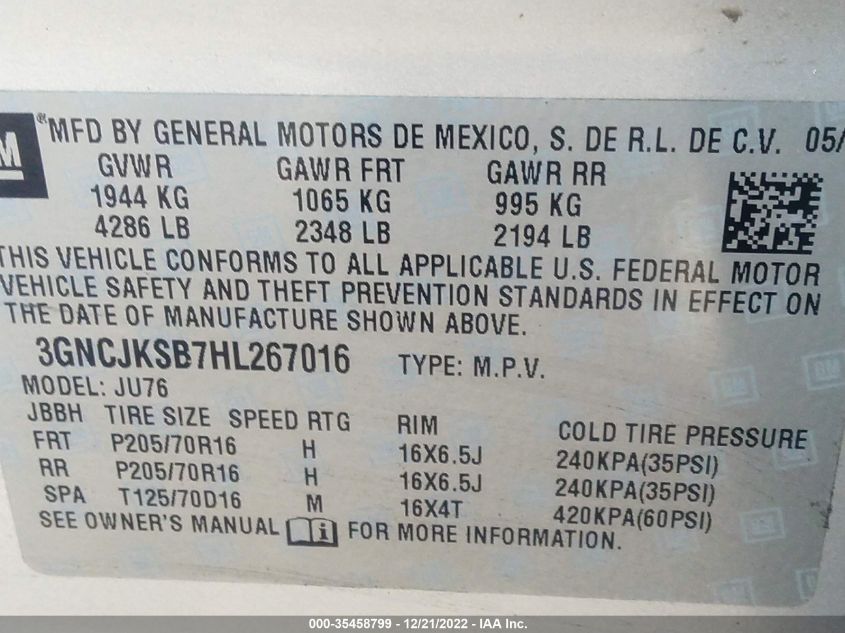 GM
®MFD BY GENERAL MOTORS DE MEXICO, S. DE R.L. DE C.V. 05/
GVWR GAWR FRT GAWR RR
1944 KG 1065 KG 995 KG
4286 LB 2348 LB 2194 LB
THIS VEHICLE CONFORMS TO ALL APPLICABLE U.S. FEDERAL MOTOR
VEHICLE SAFETY AND THEFT PREVENTION STANDARDS IN EFFECT ON
THE DATE OF MANUFACTURE SHOWN ABOVE.
3GNCJKSB7HL267016 TYPE: M.P.V.
MODEL: JU76
JBBH TIRE SIZE SPEED RTG RIM COLD TIRE PRESSURE
FRT P205/70R16 H 16X6.5J 240KPA(35PSI)
RR P205/70R16 H 16X6.5J 240KPA(35PSI)
SPA T125/70D16 M 16X4T 420KPA(60PSI)
SEE OWNER'S MANUAL FOR MORE INFORMATION.
000-35458799 - 12/21/2022 - IAA Inc.